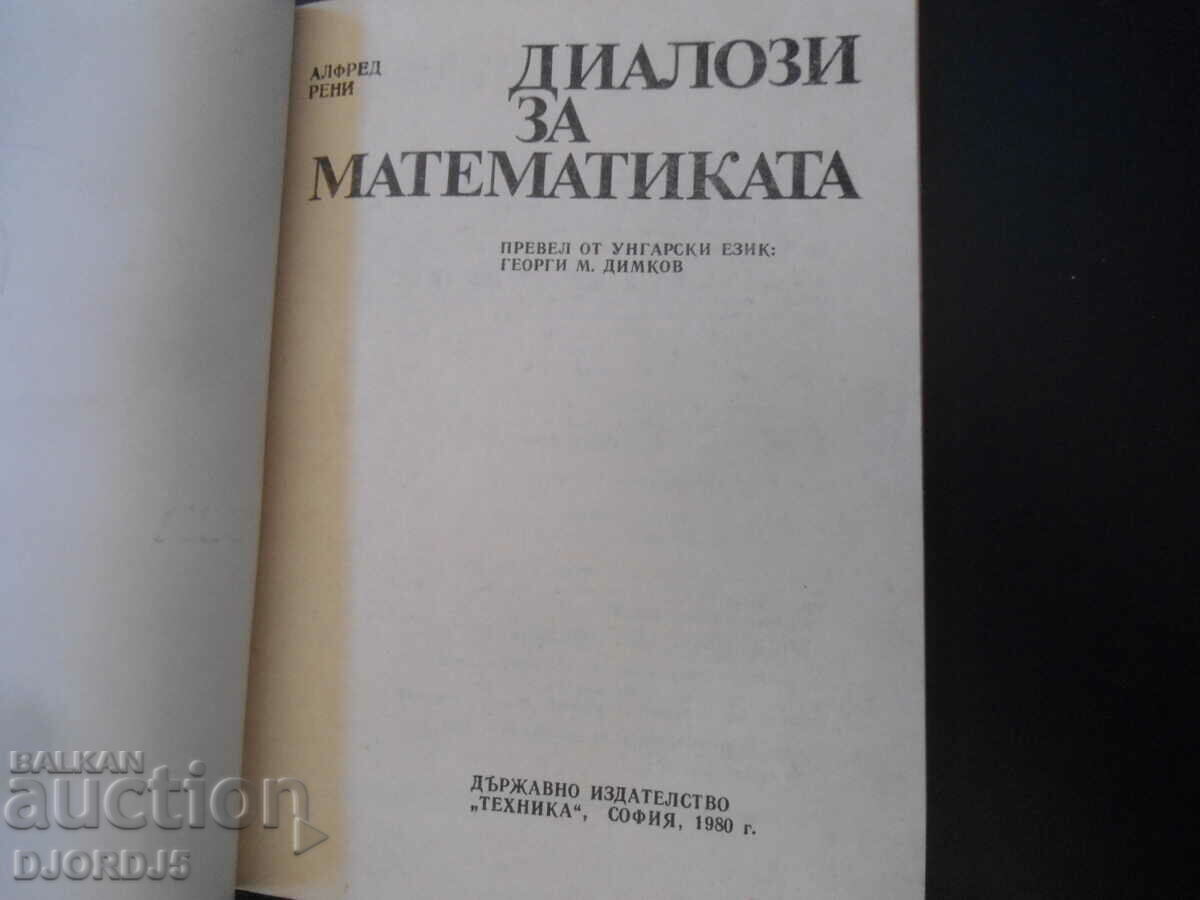 АЛФРЕД
РЕНИ
ДИАЛОЗИ
ЗА
МАТЕМАТИКАТА
ПРЕВЕЛ ОТ УНГАРСКИ ЕЗИК:
ГЕОРГИ М. ДИМКОВ
ДЪРЖАВНО ИЗДАТЕЛСТВО
„ТЕХНИКА“, СОФИЯ, 1980 г.
BALKAN
auction
DJORDJ5